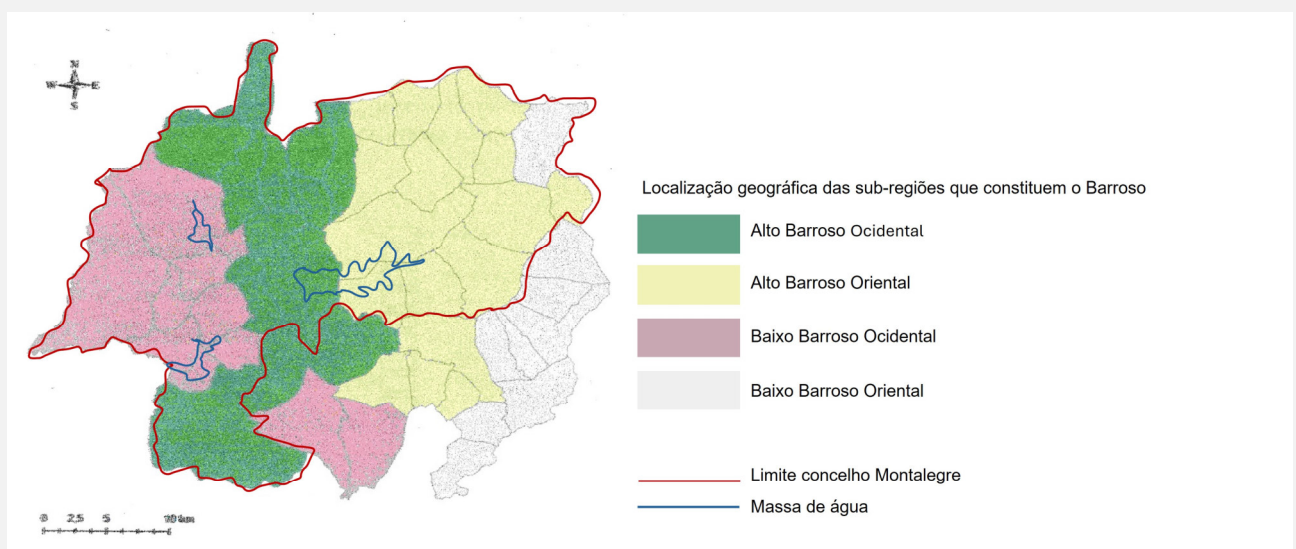 N
W E
S
Localização geográfica das sub-regiões que constituem o Barroso
Alto Barroso Ocidental
Alto Barroso Oriental
Baixo Barroso Ocidental
Baixo Barroso Oriental
Limite concelho Montalegre
Massa de água
0 2,5 5 10 km